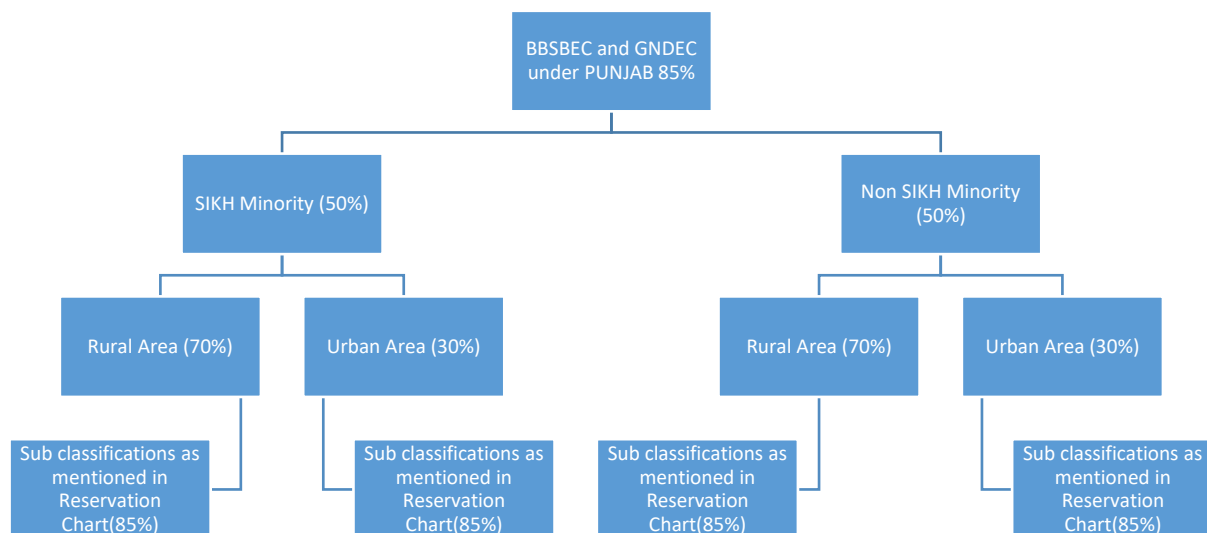 BBSBEC and GNDEC
under PUNJAB 85%
SIKH Minority (50%)
Non SIKH Minority
(50%)
Rural Area (70%)
Urban Area (30%)
Rural Area (70%)
Urban Area (30%)
Sub classifications as
mentioned in
Reservation
Chart(85%)
Sub classifications as
mentioned in
Reservation
Chart(85%)
Sub classifications as
mentioned in
Reservation
Chart(85%)
Sub classifications as
mentioned in
Reservation
Chart(85%)